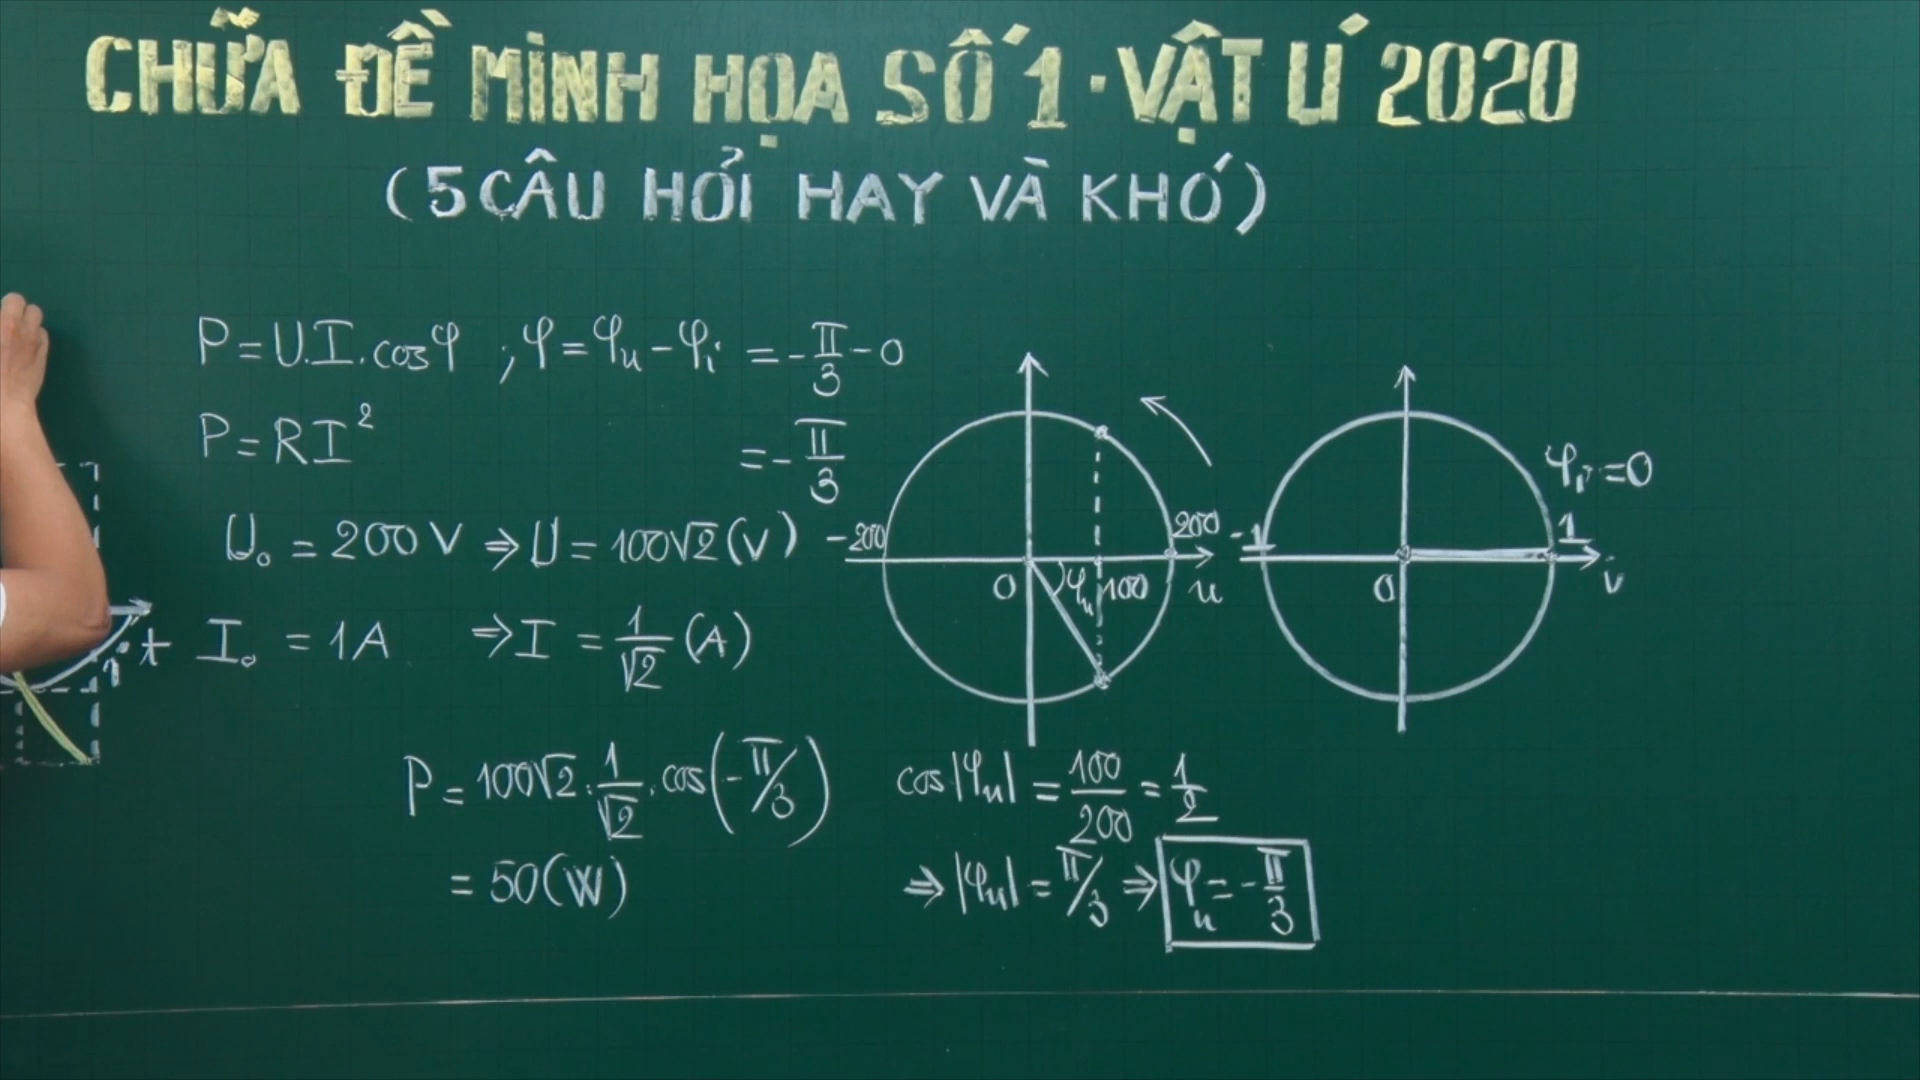 CHỮA ĐỀ MINH HỌA SỐ 1 · VẬT LÍ 2020
(5 CÂU HỎI HAY VÀ KHÓ)
P = U.I.cosφ ; φ = φu - φi = -π/3 - 0
P = RI²
= -π/3
U₀ = 200V ⇒ U = 100√2 (V)
I₀ = 1A ⇒ I = 1/√2 (A)
P = 100√2 . 1/√2 . cos(-π/3)
= 50 (W)
-200
200
0
φu
100
u
-1
φi = 0
1
0
i
cos|φu| = 100/200 = 1/2
⇒ |φu| = π/3 ⇒ φu = -π/3
t